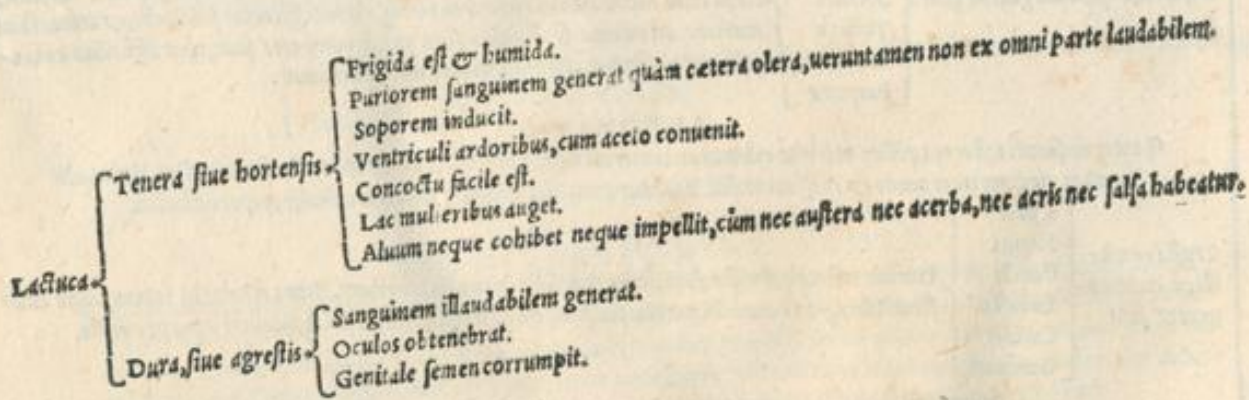 Frigida eſt & humida.
Puriorem ſanguinem generat quàm cætera olera, ueruntamen non ex omni parte laudabilem.
Soporem inducit.
Ventriculi ardoribus, cum aceto conuenit.
Tenera ſiue hortenſis
Concoctu facile eſt.
Lac mulieribus auget.
Aluum neque cohibet neque impellit, cùm nec auſtera nec acerba, nec acris nec ſalſa habeatur.
Lactuca
Sanguinem illaudabilem generat.
Dura, ſiue agreſtis
Oculos obtenebrat.
Genitale ſemen corrumpit.